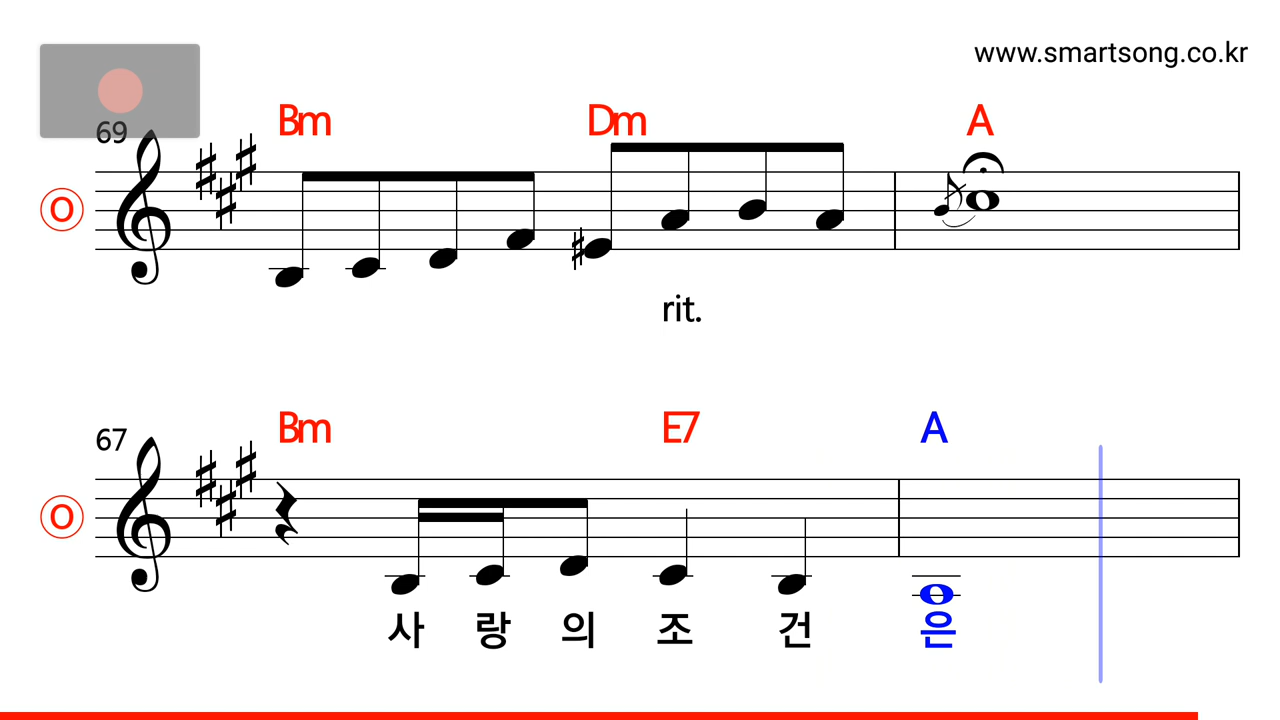 www.smartsong.co.kr
69
Bm Dm A
O
rit.
Bm E7 A
67
O
사 랑 의 조 건 은